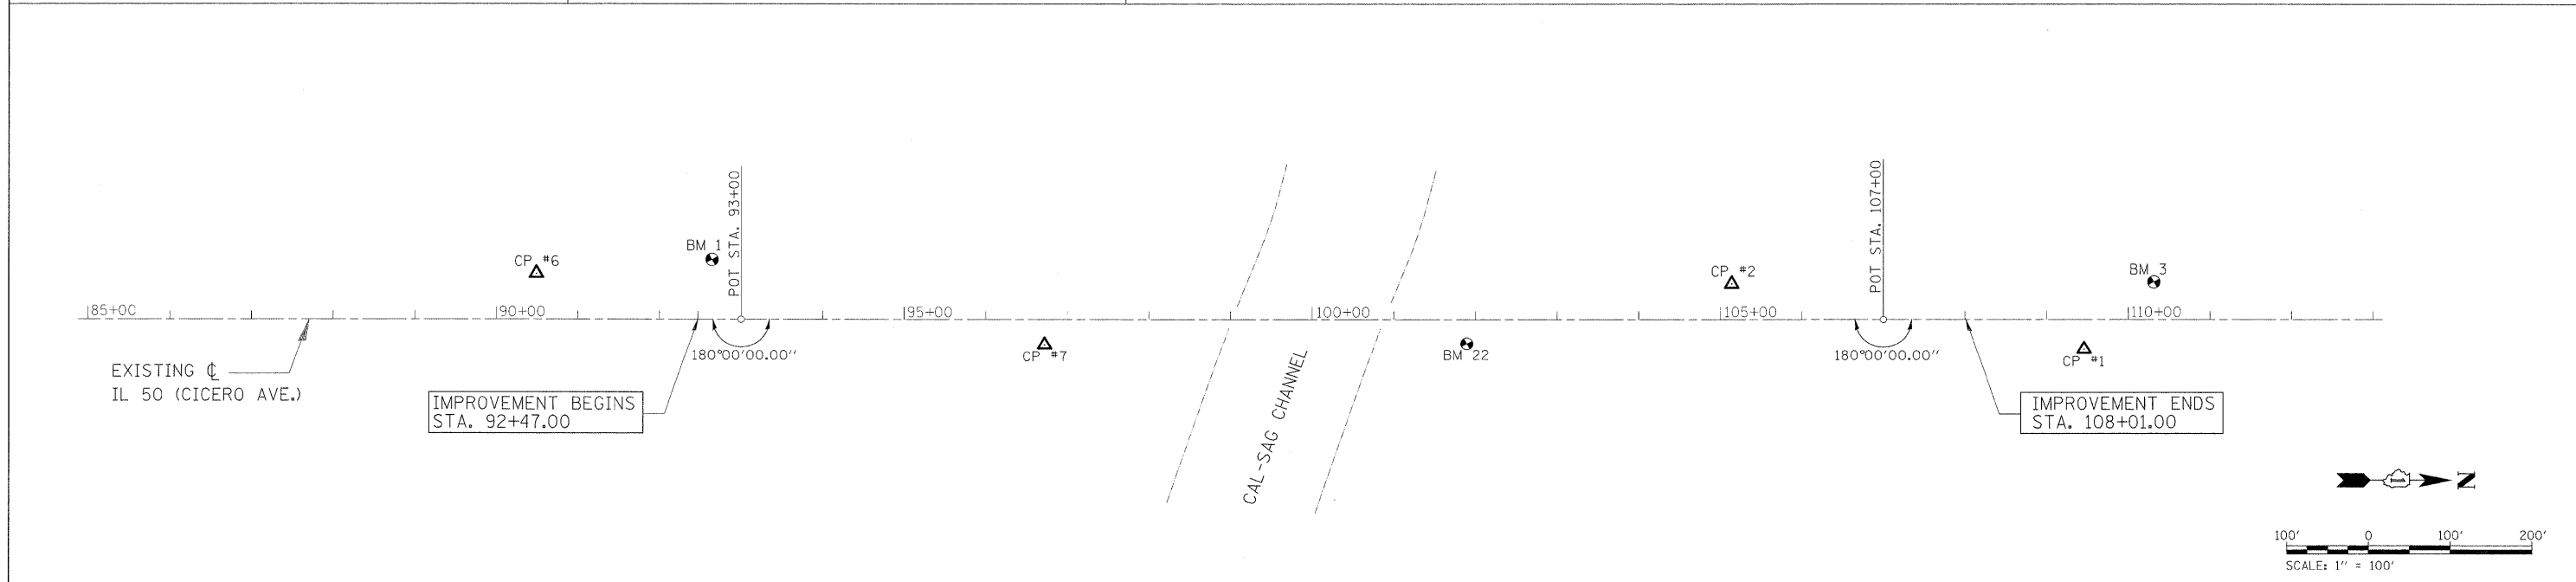 POT STA. 93+00
POT STA. 107+00
BM 1
CP #6
CP #2
BM 3
85+00
90+00
95+00
100+00
105+00
110+00
CP #7
BM 22
CP #1
180°00'00.00"
180°00'00.00"
EXISTING ℄
IL 50 (CICERO AVE.)
IMPROVEMENT BEGINS
STA. 92+47.00
CAL-SAG CHANNEL
IMPROVEMENT ENDS
STA. 108+01.00
N
100' 0 100' 200'
SCALE: 1" = 100'